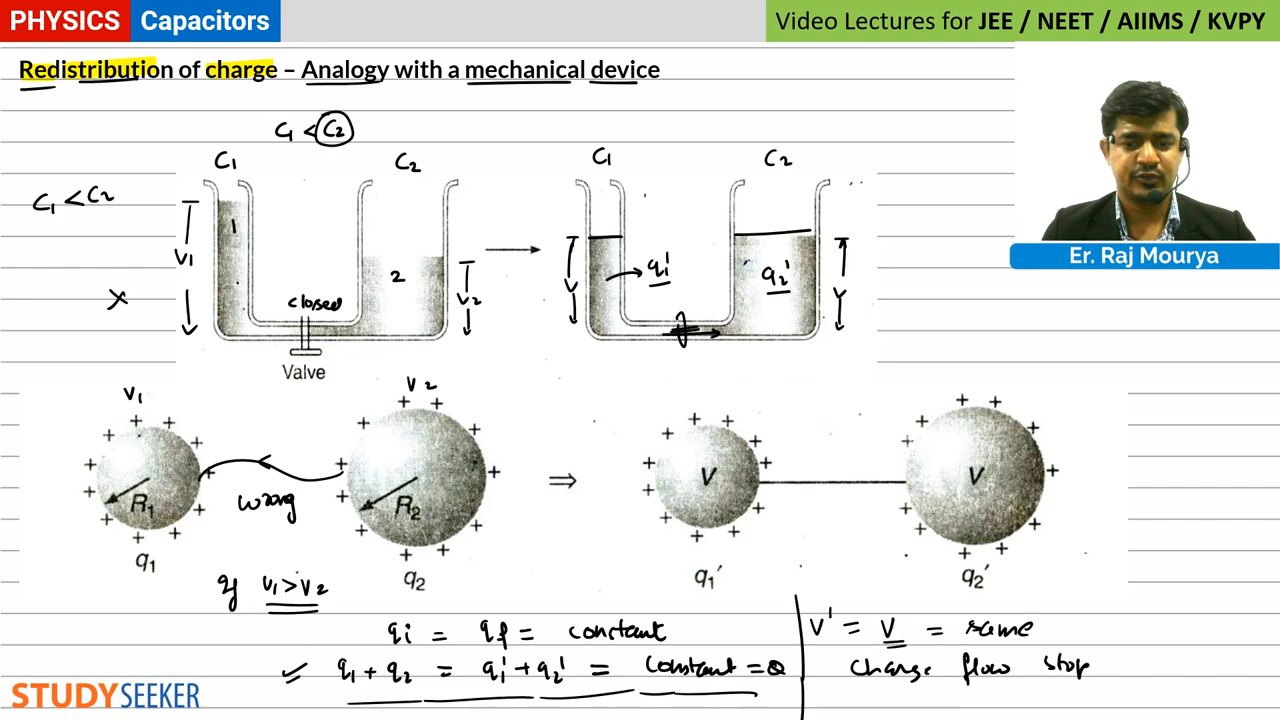 PHYSICS Capacitors
Video Lectures for JEE / NEET / AIIMS / KVPY
Redistribution of charge – Analogy with a mechanical device
C1 < C2
C1 C2 C1 C2
C1 < C2
1
V1 2 V2 V q1' q2' V
closed
×
Valve
Er. Raj Mourya
V1 V2
R1 wrong R2 ⇒ V V
q1 q2 q1' q2'
If V1 > V2
qi = qf = constant
V' = V = same
q1 + q2 = q1' + q2' = constant = Q
charge flow stop
STUDYSEEKER